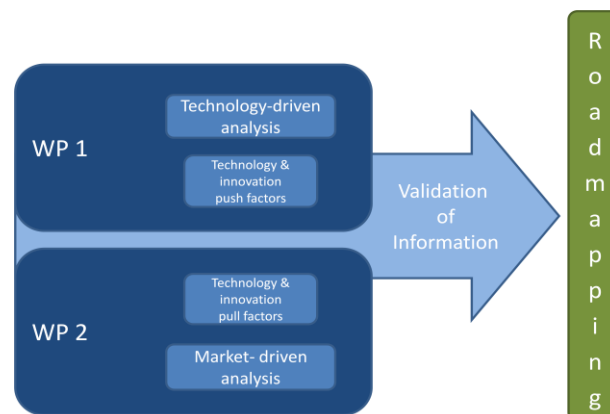 WP 1
Technology-driven
analysis
Technology &
innovation
push factors
Validation
of
Information
WP 2
Technology &
innovation
pull factors
Market- driven
analysis
R
o
a
d
m
a
p
p
i
n
g